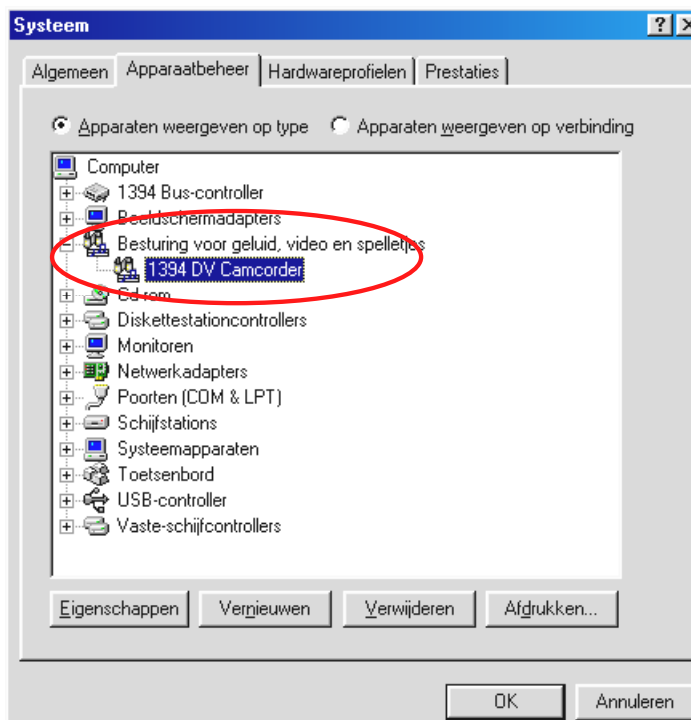 Systeem
Algemeen Apparaatbeheer Hardwareprofielen Prestaties
Apparaten weergeven op type Apparaten weergeven op verbinding
Computer
1394 Bus-controller
Beeldschermadapters
Besturing voor geluid, video en spelletjes
1394 DV Camcorder
Cd-rom
Diskettestationcontrollers
Monitoren
Netwerkadapters
Poorten (COM & LPT)
Schijfstations
Systeemapparaten
Toetsenbord
USB-controller
Vaste-schijfcontrollers
Eigenschappen Vernieuwen Verwijderen Afdrukken...
OK Annuleren